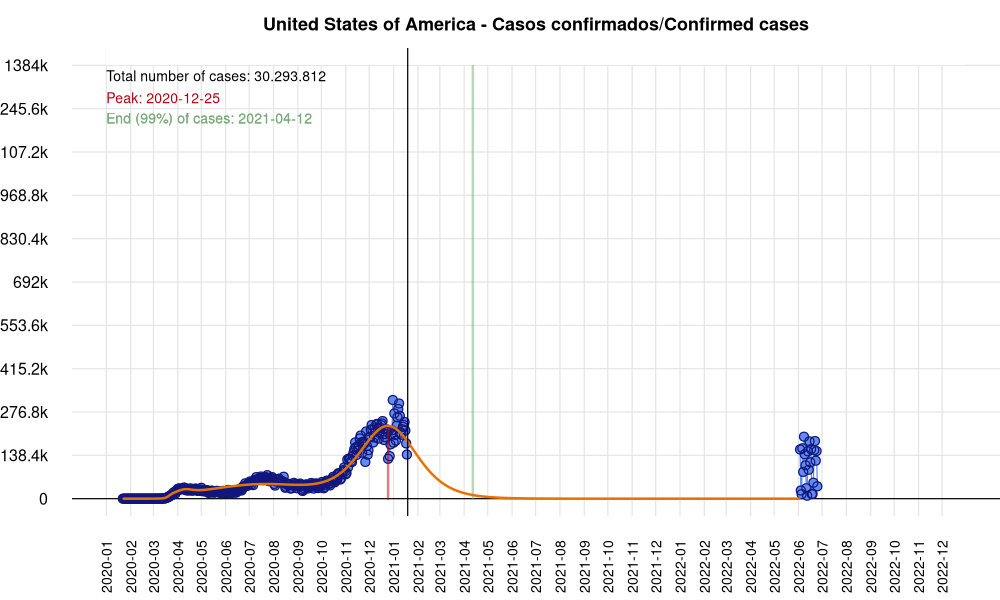 United States of America - Casos confirmados/Confirmed cases
Total number of cases: 30.293.812
Peak: 2020-12-25
End (99%) of cases: 2021-04-12
1384k
245.6k
107.2k
968.8k
830.4k
692k
553.6k
415.2k
276.8k
138.4k
0
2020-01
2020-02
2020-03
2020-04
2020-05
2020-06
2020-07
2020-08
2020-09
2020-10
2020-11
2020-12
2021-01
2021-02
2021-03
2021-04
2021-05
2021-06
2021-07
2021-08
2021-09
2021-10
2021-11
2021-12
2022-01
2022-02
2022-03
2022-04
2022-05
2022-06
2022-07
2022-08
2022-09
2022-10
2022-11
2022-12